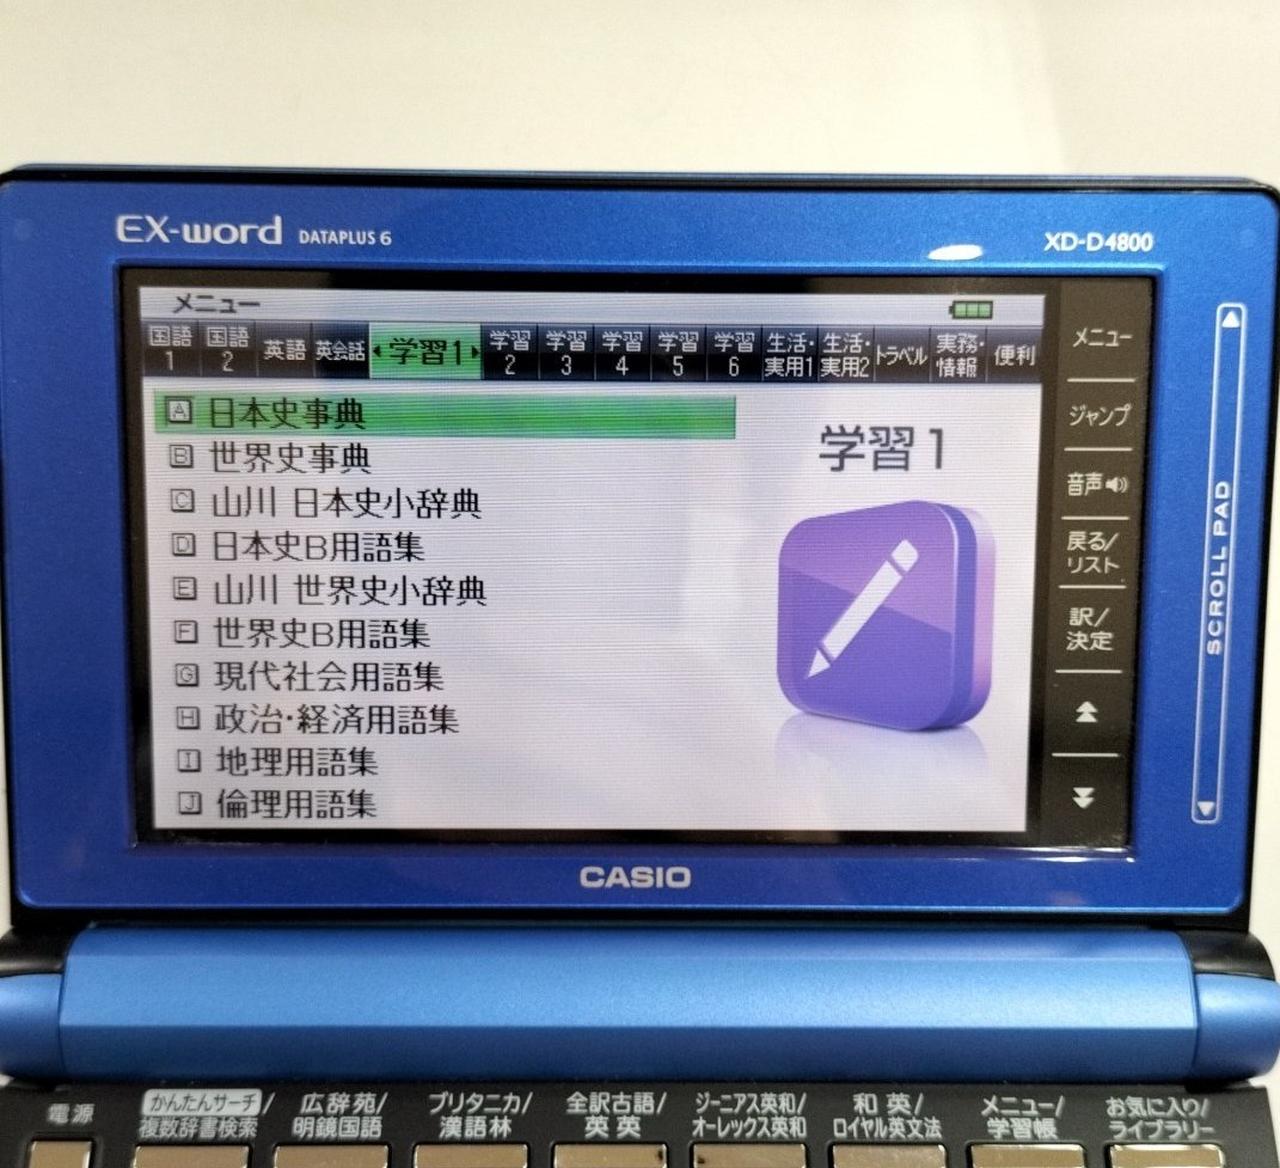 EX-word DATAPLUS 6 XD-D4800
メニュー
国語1 国語2 英語 英会話 学習1 学習2 学習3 学習4 学習5 学習6 生活・実用1 生活・実用2 トラベル 実務・情報 便利
A 日本史事典
B 世界史事典
C 山川 日本史小辞典
D 日本史B用語集
E 山川 世界史小辞典
F 世界史B用語集
G 現代社会用語集
H 政治・経済用語集
I 地理用語集
J 倫理用語集
学習1
メニュー
ジャンプ
音声
戻る/
リスト
訳/
決定
SCROLL PAD
CASIO
電源
かんたんサーチ/
複数辞書検索
広辞苑/
明鏡国語
ブリタニカ/
漢語林
全訳古語/
英英
ジーニアス英和/
オーレックス英和
和英/
ロイヤル英文法
メニュー/
学習帳
お気に入り/
ライブラリー